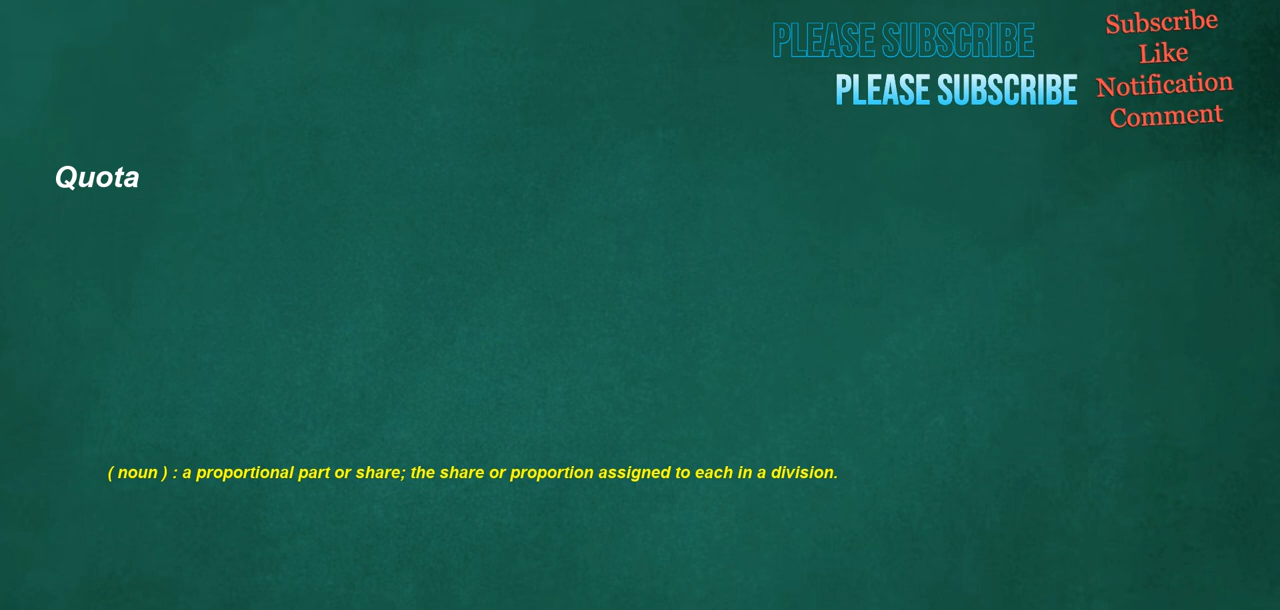 PLEASE SUBSCRIBE
PLEASE SUBSCRIBE
Subscribe
Like
Notification
Comment
Quota
( noun ) : a proportional part or share; the share or proportion assigned to each in a division.